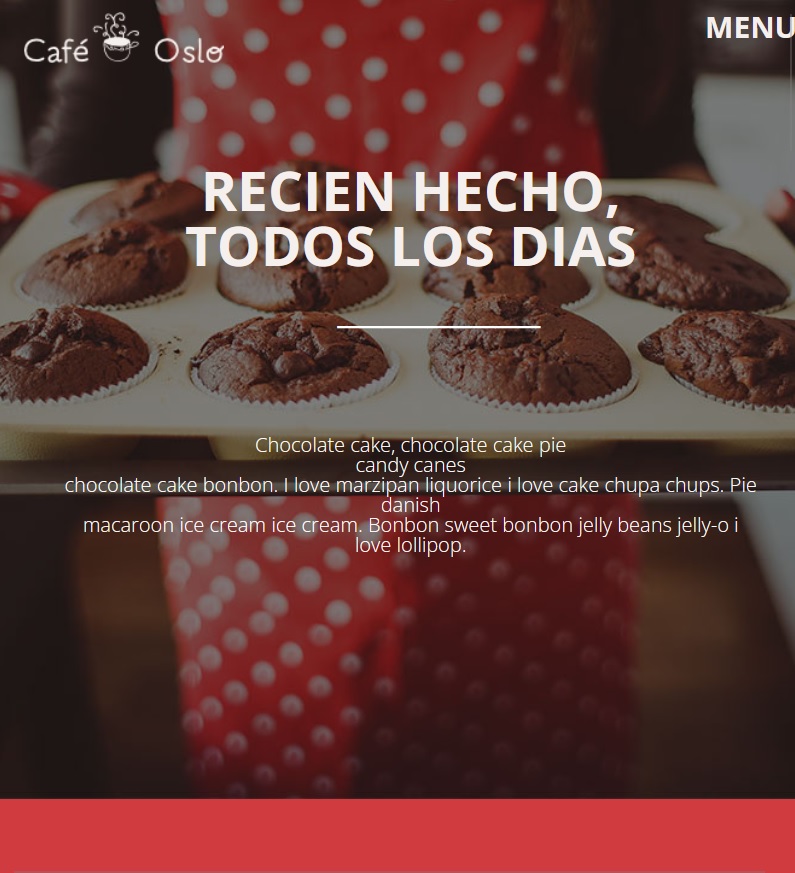 Café Oslo
MENU
RECIEN HECHO,
TODOS LOS DIAS
Chocolate cake, chocolate cake pie
candy canes
chocolate cake bonbon. I love marzipan liquorice i love cake chupa chups. Pie
danish
macaroon ice cream ice cream. Bonbon sweet bonbon jelly beans jelly-o i
love lollipop.